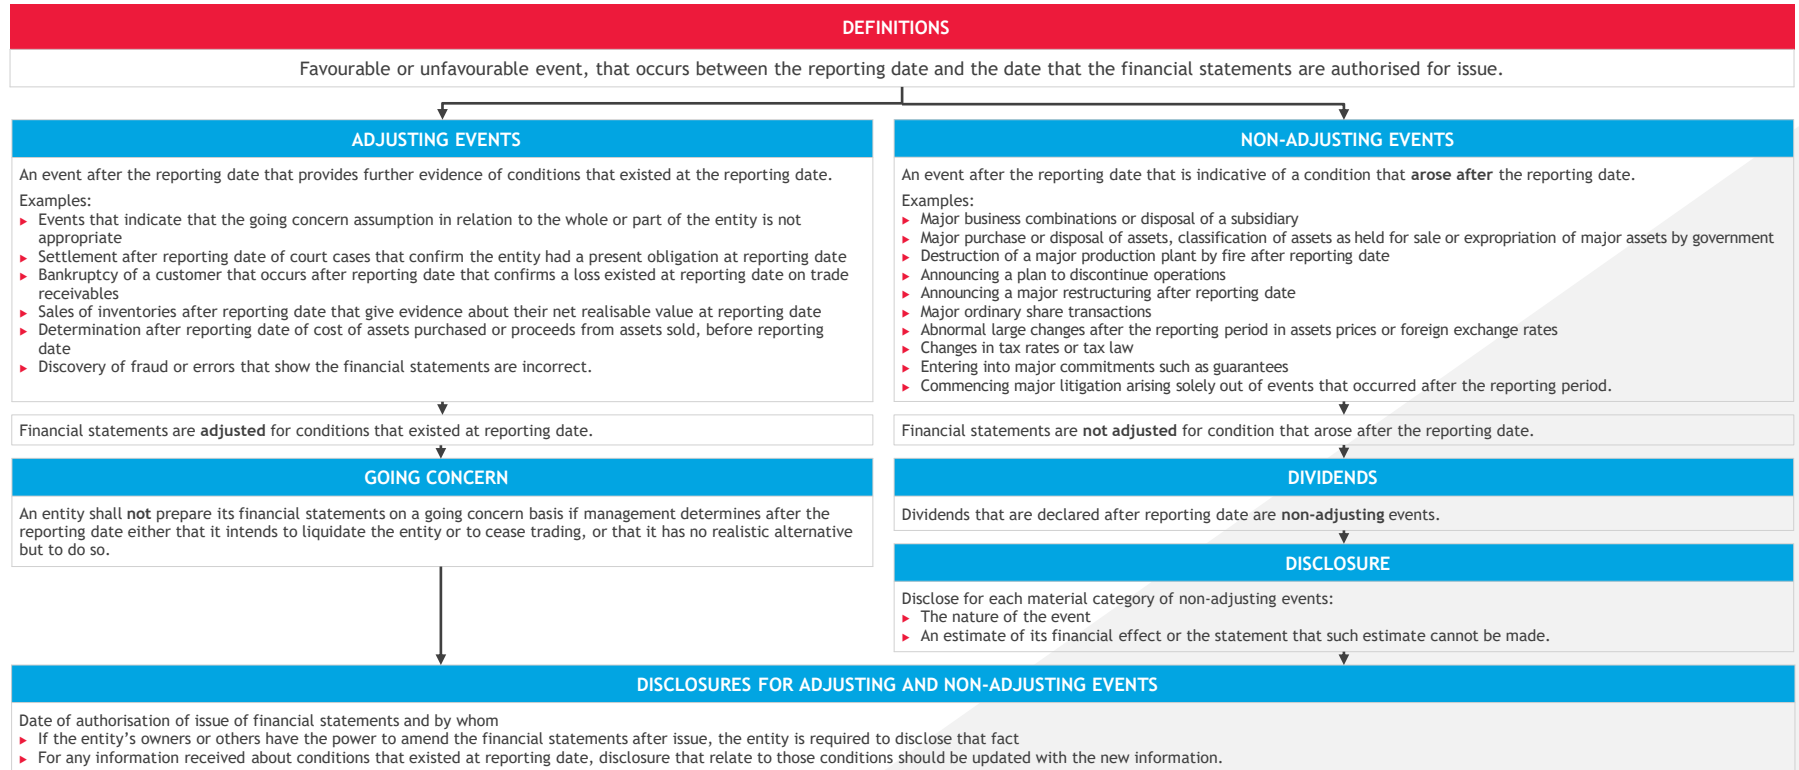 DEFINITIONS
Favourable or unfavourable event, that occurs between the reporting date and the date that the financial statements are authorised for issue.
ADJUSTING EVENTS
An event after the reporting date that provides further evidence of conditions that existed at the reporting date.
Examples:
► Events that indicate that the going concern assumption in relation to the whole or part of the entity is not
appropriate
► Settlement after reporting date of court cases that confirm the entity had a present obligation at reporting date
► Bankruptcy of a customer that occurs after reporting date that confirms a loss existed at reporting date on trade
receivables
► Sales of inventories after reporting date that give evidence about their net realisable value at reporting date
► Determination after reporting date of cost of assets purchased or proceeds from assets sold, before reporting
date
► Discovery of fraud or errors that show the financial statements are incorrect.
Financial statements are adjusted for conditions that existed at reporting date.
GOING CONCERN
An entity shall not prepare its financial statements on a going concern basis if management determines after the
reporting date either that it intends to liquidate the entity or to cease trading, or that it has no realistic alternative
but to do so.
NON-ADJUSTING EVENTS
An event after the reporting date that is indicative of a condition that arose after the reporting date.
Examples:
► Major business combinations or disposal of a subsidiary
► Major purchase or disposal of assets, classification of assets as held for sale or expropriation of major assets by government
► Destruction of a major production plant by fire after reporting date
► Announcing a plan to discontinue operations
► Announcing a major restructuring after reporting date
► Major ordinary share transactions
► Abnormal large changes after the reporting period in assets prices or foreign exchange rates
► Changes in tax rates or tax law
► Entering into major commitments such as guarantees
► Commencing major litigation arising solely out of events that occurred after the reporting period.
Financial statements are not adjusted for condition that arose after the reporting date.
DIVIDENDS
Dividends that are declared after reporting date are non-adjusting events.
DISCLOSURE
Disclose for each material category of non-adjusting events:
► The nature of the event
► An estimate of its financial effect or the statement that such estimate cannot be made.
DISCLOSURES FOR ADJUSTING AND NON-ADJUSTING EVENTS
Date of authorisation of issue of financial statements and by whom
► If the entity’s owners or others have the power to amend the financial statements after issue, the entity is required to disclose that fact
► For any information received about conditions that existed at reporting date, disclosure that relate to those conditions should be updated with the new information.